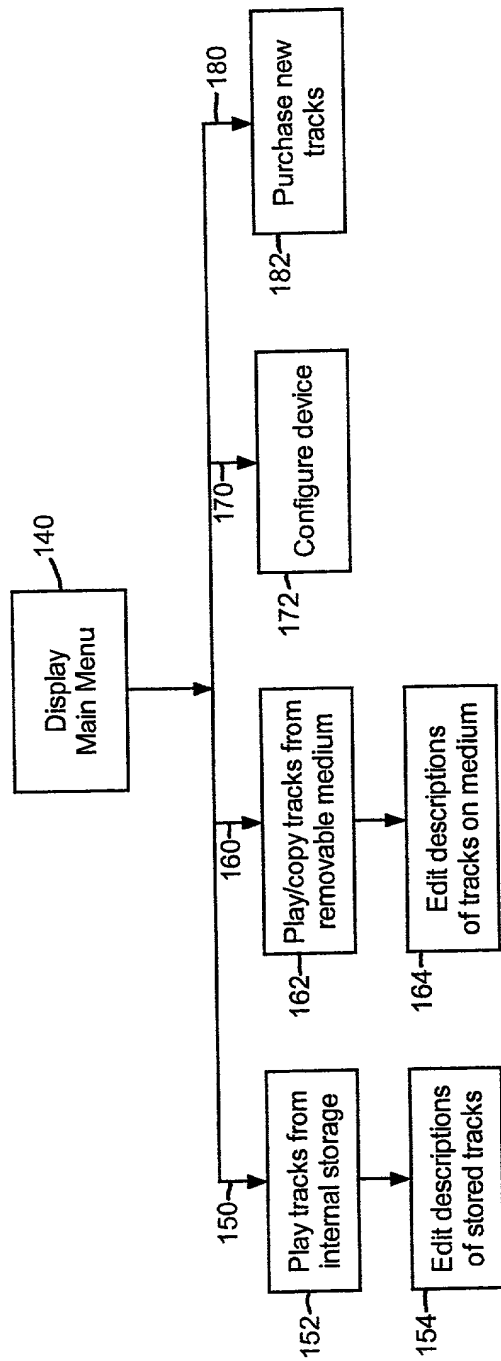 Display
Main Menu
140
150
160
170
180
Play tracks from
internal storage
152
Play/copy tracks from
removable medium
162
Configure device
172
Purchase new
tracks
182
Edit descriptions
of stored tracks
154
Edit descriptions
of tracks on medium
164